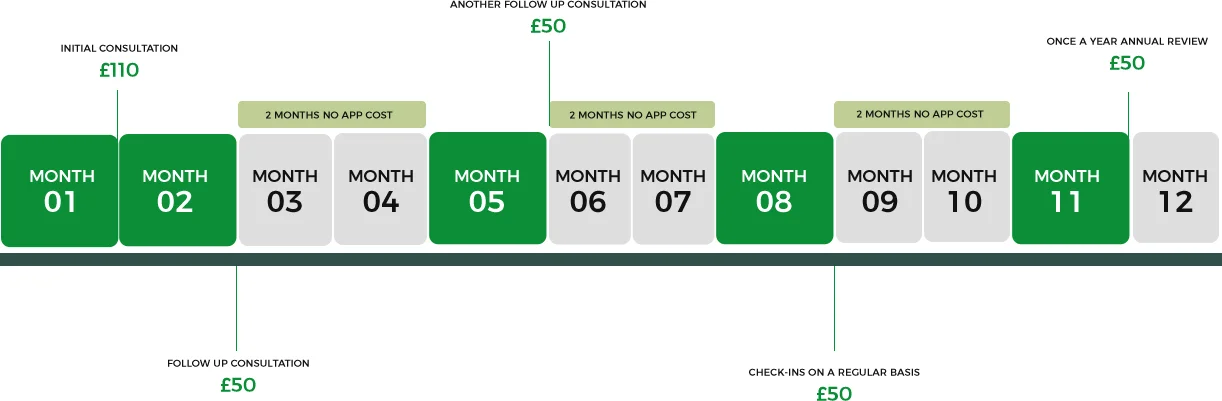 ANOTHER FOLLOW UP CONSULTATION
£50
INITIAL CONSULTATION
£110
ONCE A YEAR ANNUAL REVIEW
£50
2 MONTHS NO APP COST
2 MONTHS NO APP COST
2 MONTHS NO APP COST
MONTH
01
MONTH
02
MONTH
03
MONTH
04
MONTH
05
MONTH
06
MONTH
07
MONTH
08
MONTH
09
MONTH
10
MONTH
11
MONTH
12
FOLLOW UP CONSULTATION
£50
CHECK-INS ON A REGULAR BASIS
£50